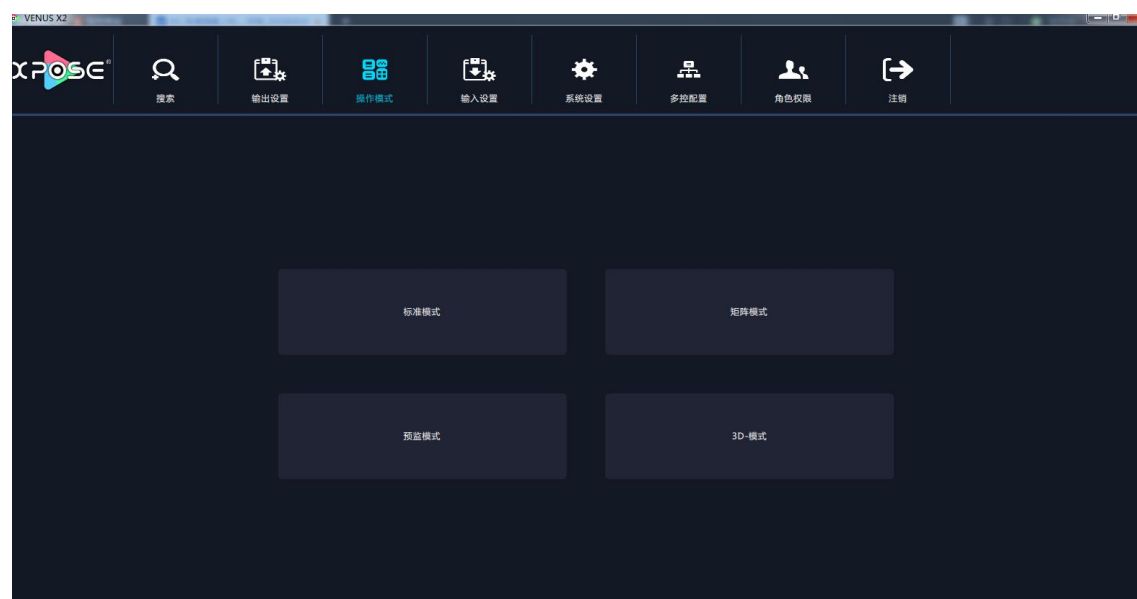 VENUS X2
XPOSE®
搜索
输出设置
操作模式
输入设置
系统设置
多控配置
角色权限
注销
标准模式
矩阵模式
预监模式
3D-模式